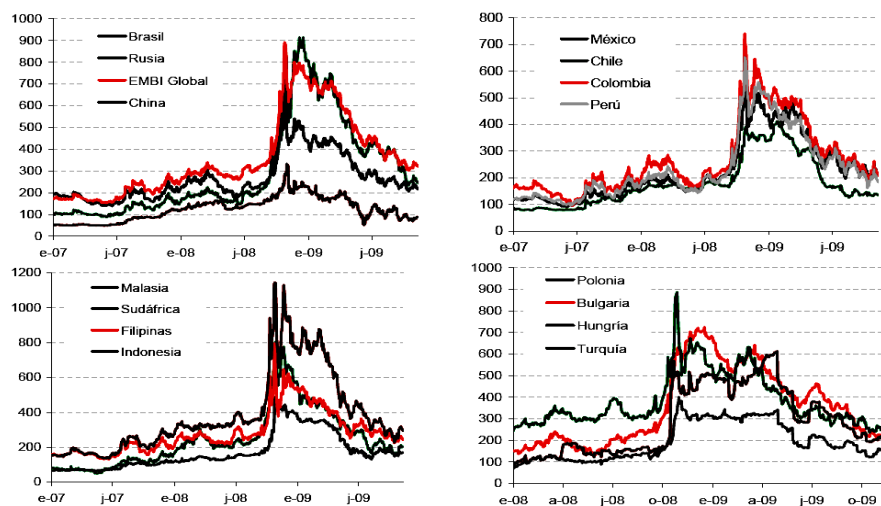 1000
900
800
700
600
500
400
300
200
100
0
Brasil
Rusia
EMBI Global
China
e-07
j-07
e-08
j-08
e-09
j-09
800
700
600
500
400
300
200
100
0
México
Chile
Colombia
Perú
e-07
j-07
e-08
j-08
e-09
j-09
1200
1000
800
600
400
200
0
Malasia
Sudáfrica
Filipinas
Indonesia
e-07
j-07
e-08
j-08
e-09
j-09
1000
900
800
700
600
500
400
300
200
100
0
Polonia
Bulgaria
Hungría
Turquía
e-08
a-08
j-08
o-08
e-09
a-09
j-09
o-09